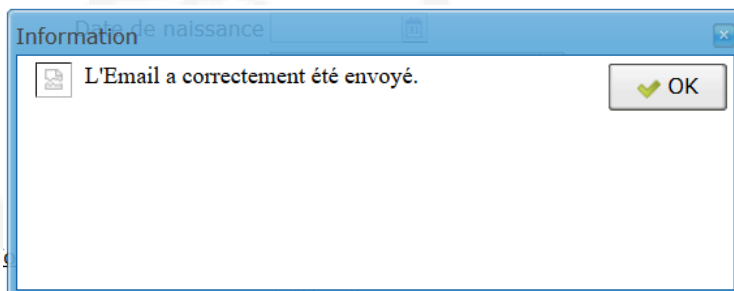 Date de naissance
Information
L'Email a correctement été envoyé.
OK